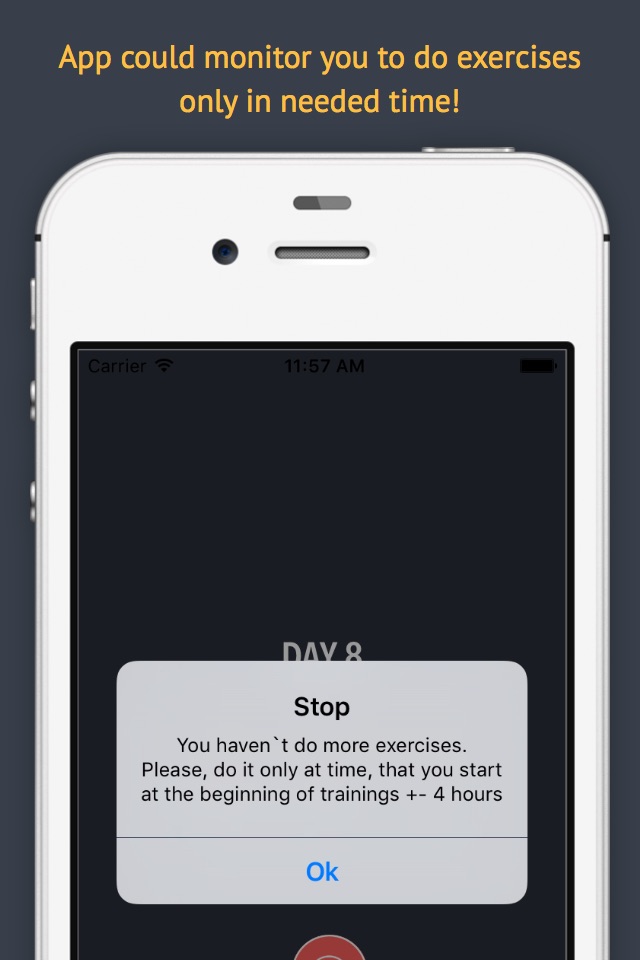 App could monitor you to do exercises
only in needed time!
Carrier
11:57 AM
DAY 8
Stop
You haven`t do more exercises.
Please, do it only at time, that you start
at the beginning of trainings +- 4 hours
Ok